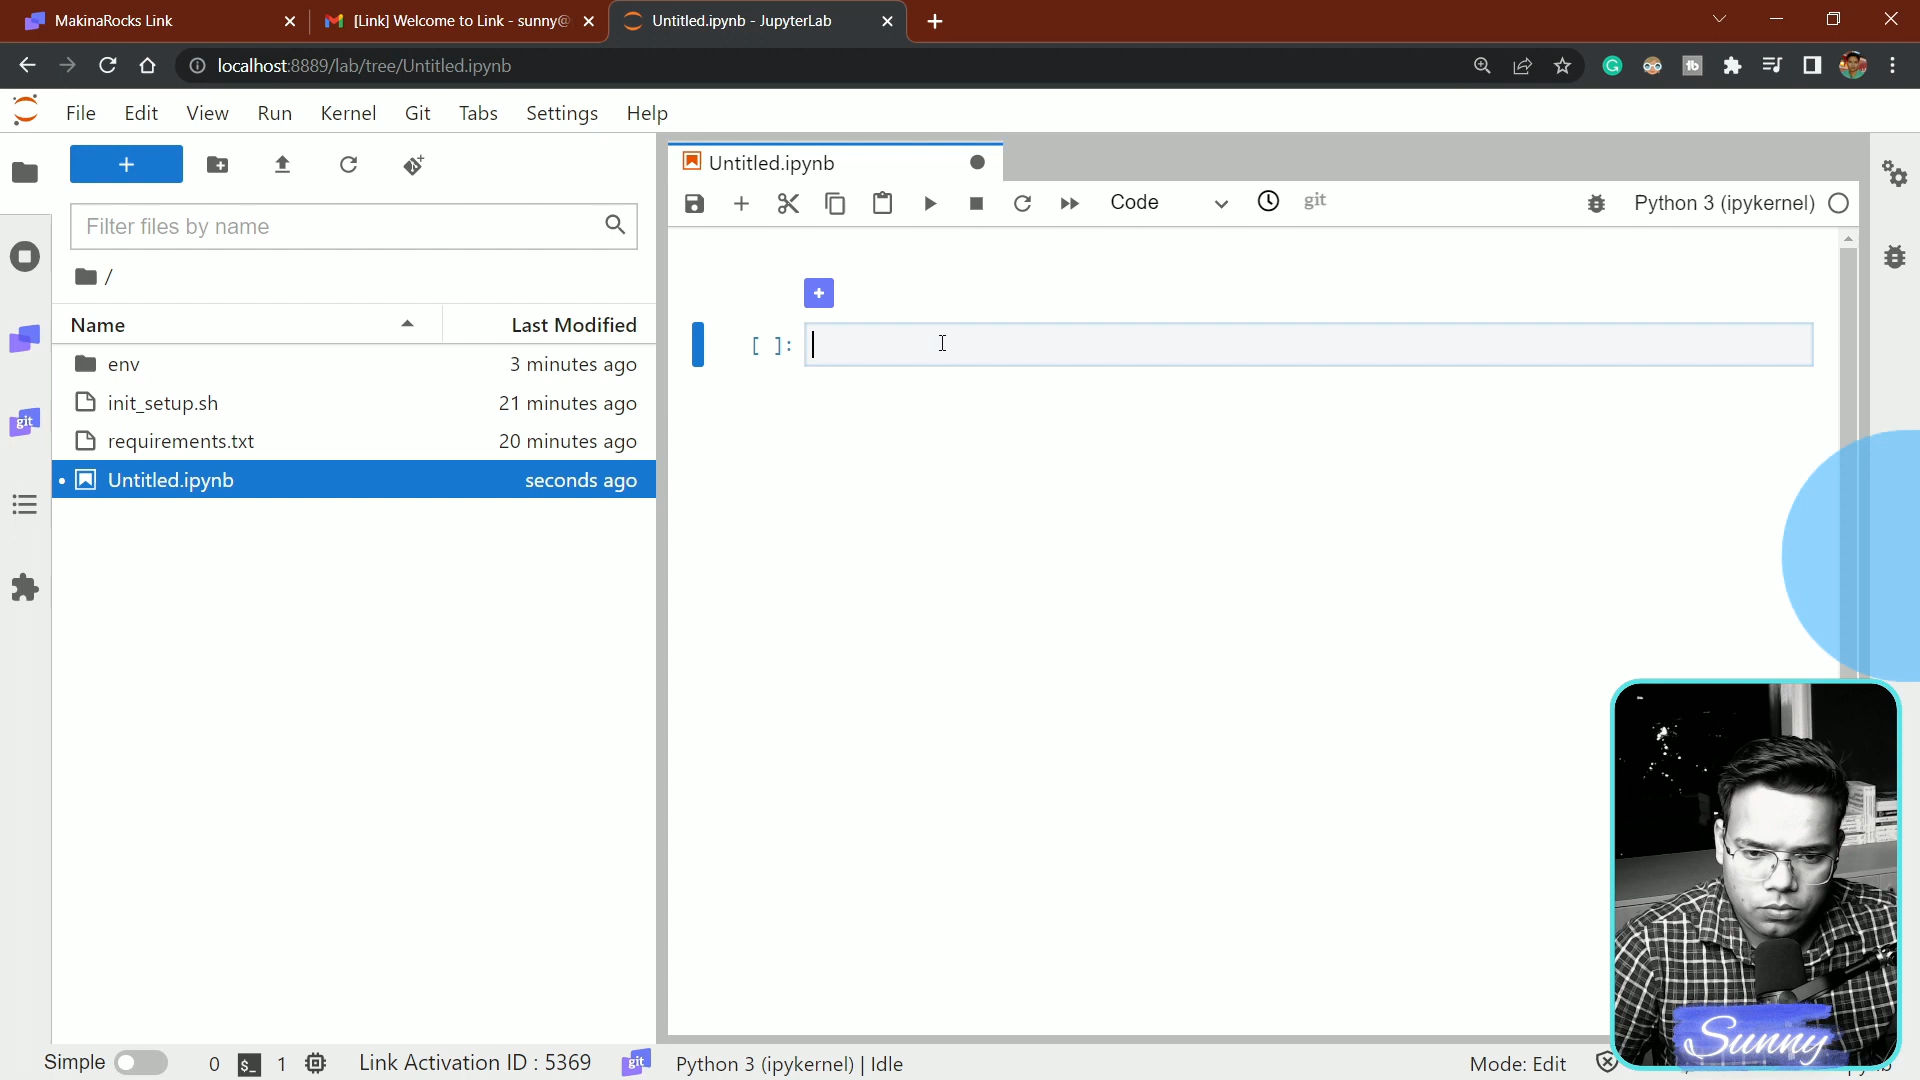 MakinaRocks Link
[Link] Welcome to Link - sunny@
Untitled.ipynb - JupyterLab
localhost:8889/lab/tree/Untitled.ipynb
File Edit View Run Kernel Git Tabs Settings Help
Untitled.ipynb
Code
git
Python 3 (ipykernel)
Filter files by name
/
Name
Last Modified
env
3 minutes ago
init_setup.sh
21 minutes ago
requirements.txt
20 minutes ago
Untitled.ipynb
seconds ago
git
[ ]:
Sunny
Simple
0
$_
1
Link Activation ID : 5369
git
Python 3 (ipykernel) | Idle
Mode: Edit